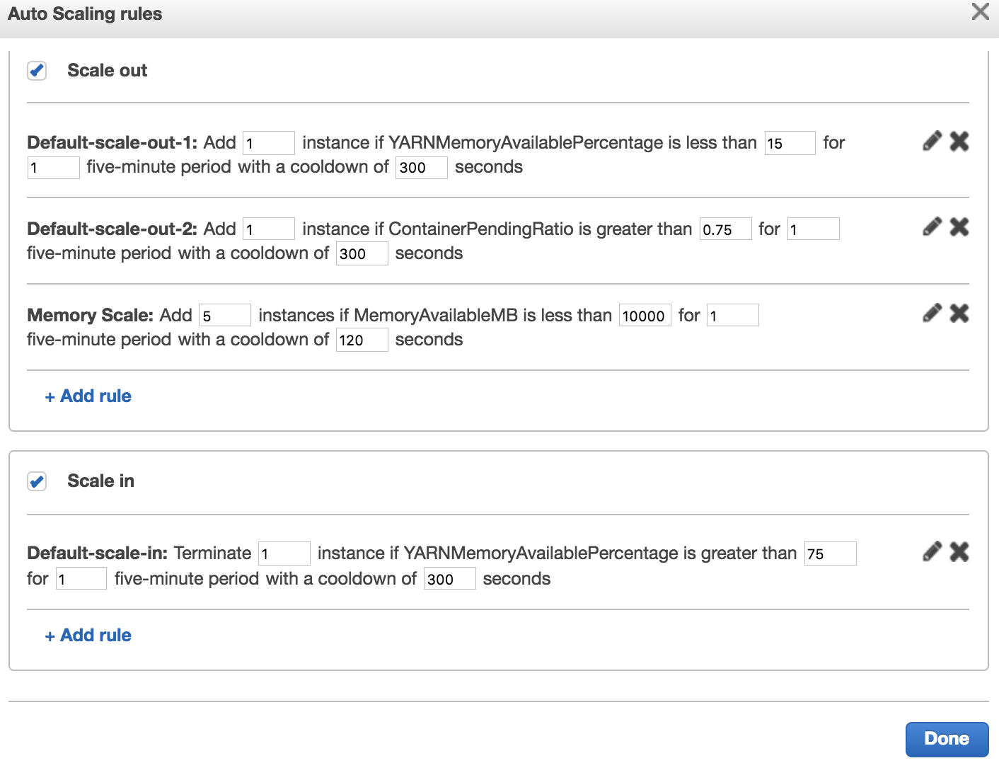 Auto Scaling rules
Scale out
Default-scale-out-1: Add 1 instance if YARNMemoryAvailablePercentage is less than 15 for
1 five-minute period with a cooldown of 300 seconds
Default-scale-out-2: Add 1 instance if ContainerPendingRatio is greater than 0.75 for 1
five-minute period with a cooldown of 300 seconds
Memory Scale: Add 5 instances if MemoryAvailableMB is less than 10000 for 1
five-minute period with a cooldown of 120 seconds
+ Add rule
Scale in
Default-scale-in: Terminate 1 instance if YARNMemoryAvailablePercentage is greater than 75
for 1 five-minute period with a cooldown of 300 seconds
+ Add rule
Done